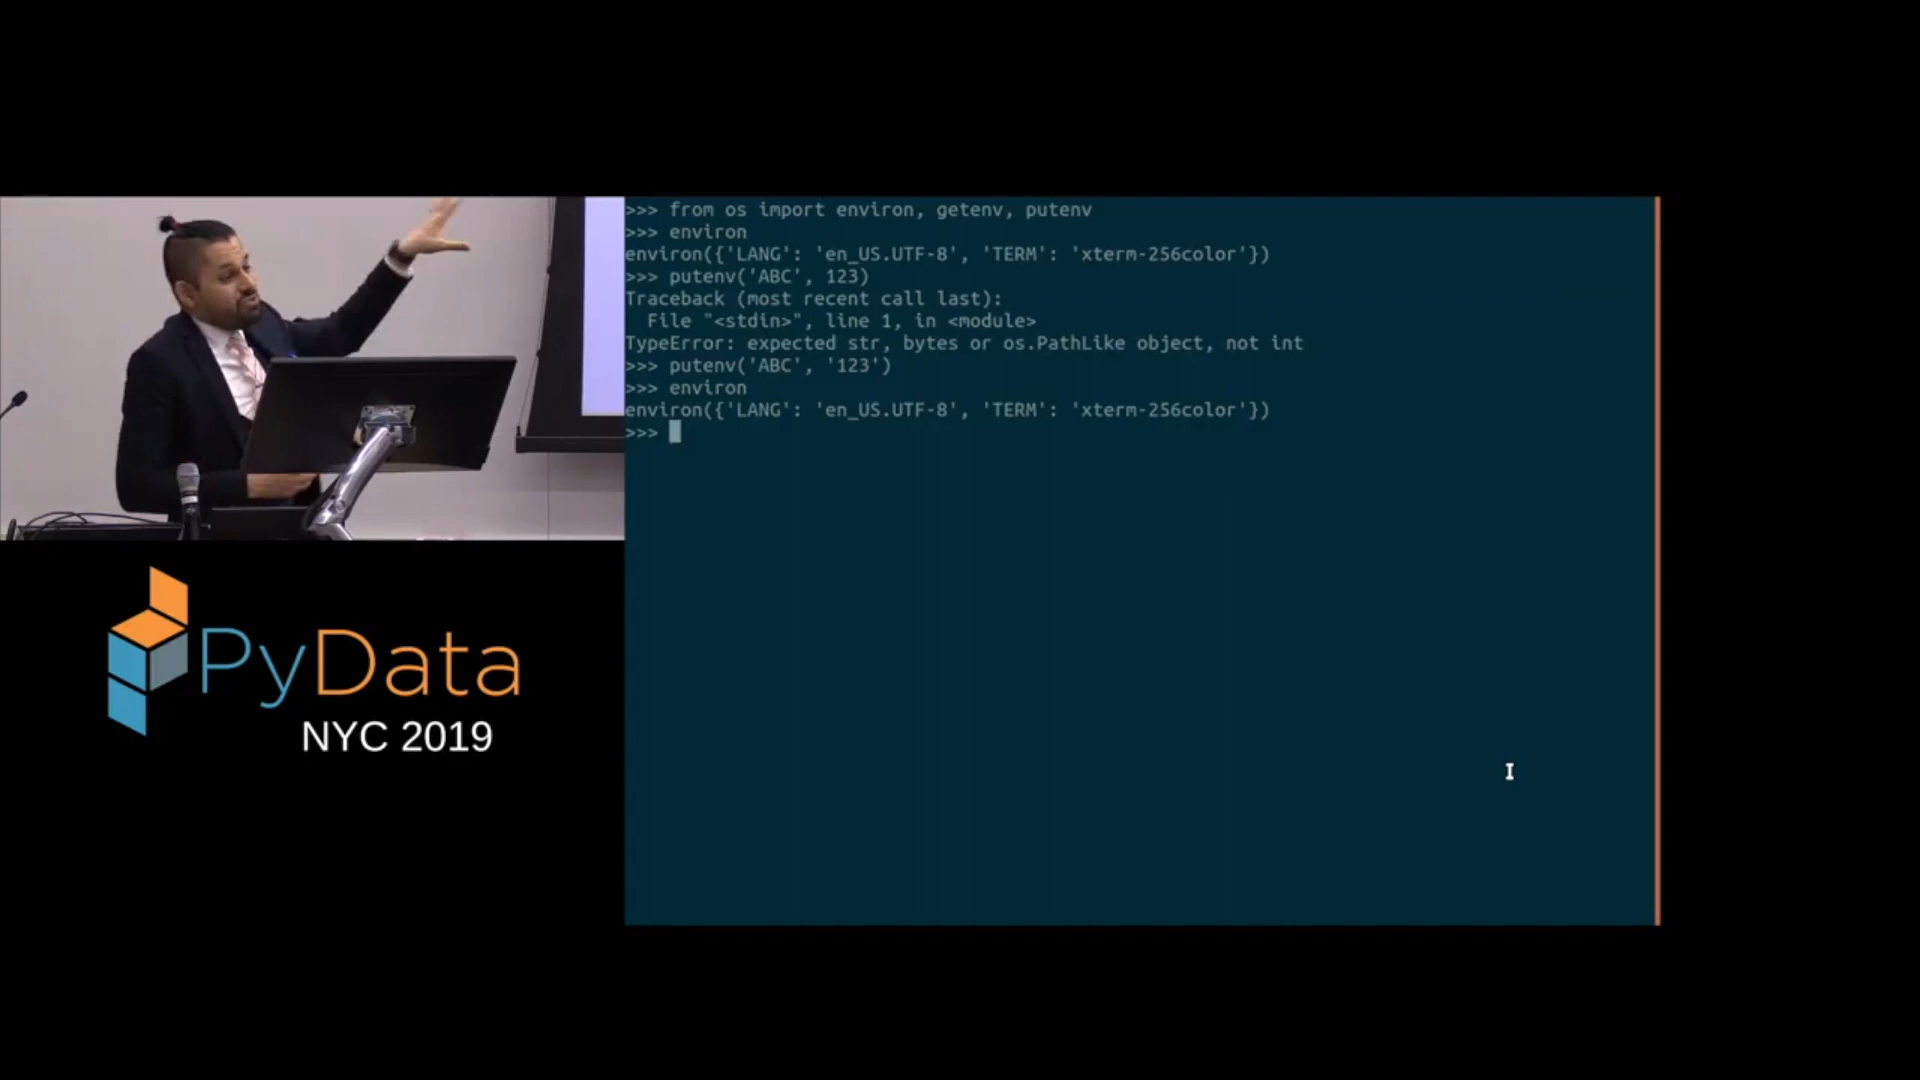 >>> from os import environ, getenv, putenv
>>> environ
environ({'LANG': 'en_US.UTF-8', 'TERM': 'xterm-256color'})
>>> putenv('ABC', 123)
Traceback (most recent call last):
  File "<stdin>", line 1, in <module>
TypeError: expected str, bytes or os.PathLike object, not int
>>> putenv('ABC', '123')
>>> environ
environ({'LANG': 'en_US.UTF-8', 'TERM': 'xterm-256color'})
>>>
PyData
NYC 2019